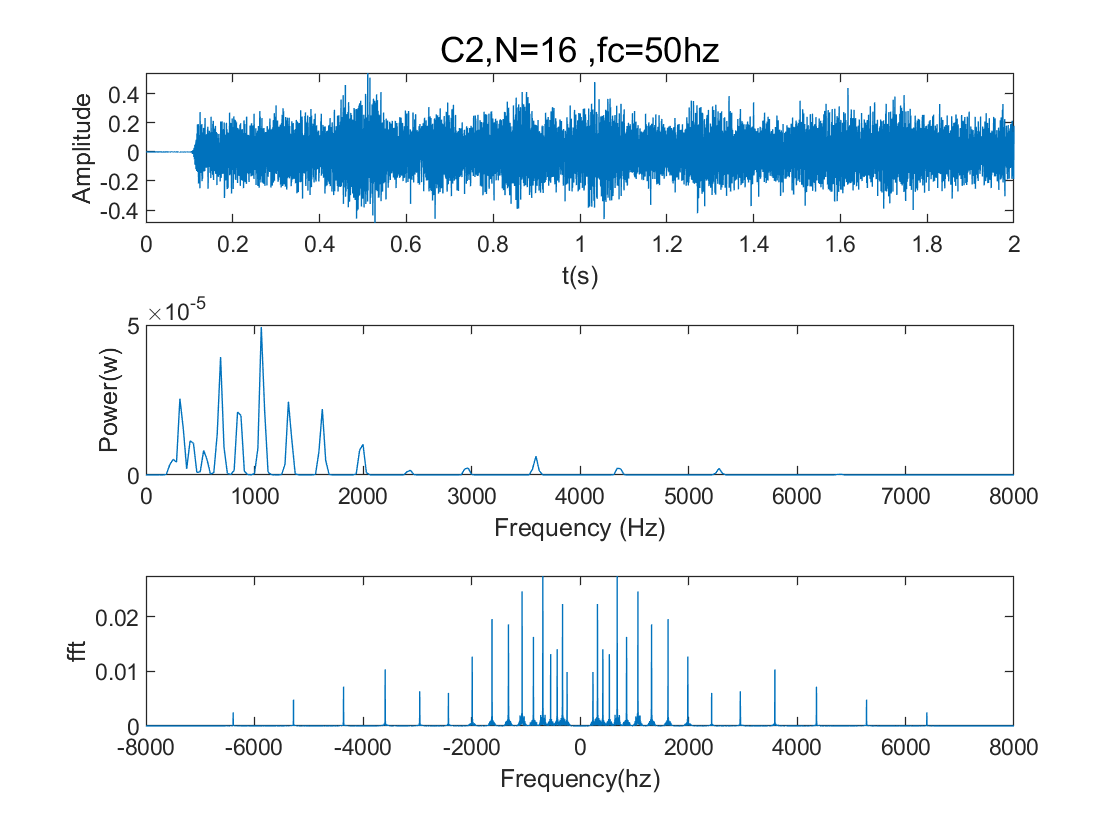 C2,N=16 ,fc=50hz
Amplitude
0.4
0.2
0
-0.2
-0.4
0 0.2 0.4 0.6 0.8 1 1.2 1.4 1.6 1.8 2
t(s)
×10^-5
Power(w)
5
0
0 1000 2000 3000 4000 5000 6000 7000 8000
Frequency (Hz)
fft
0.02
0.01
0
-8000 -6000 -4000 -2000 0 2000 4000 6000 8000
Frequency(hz)